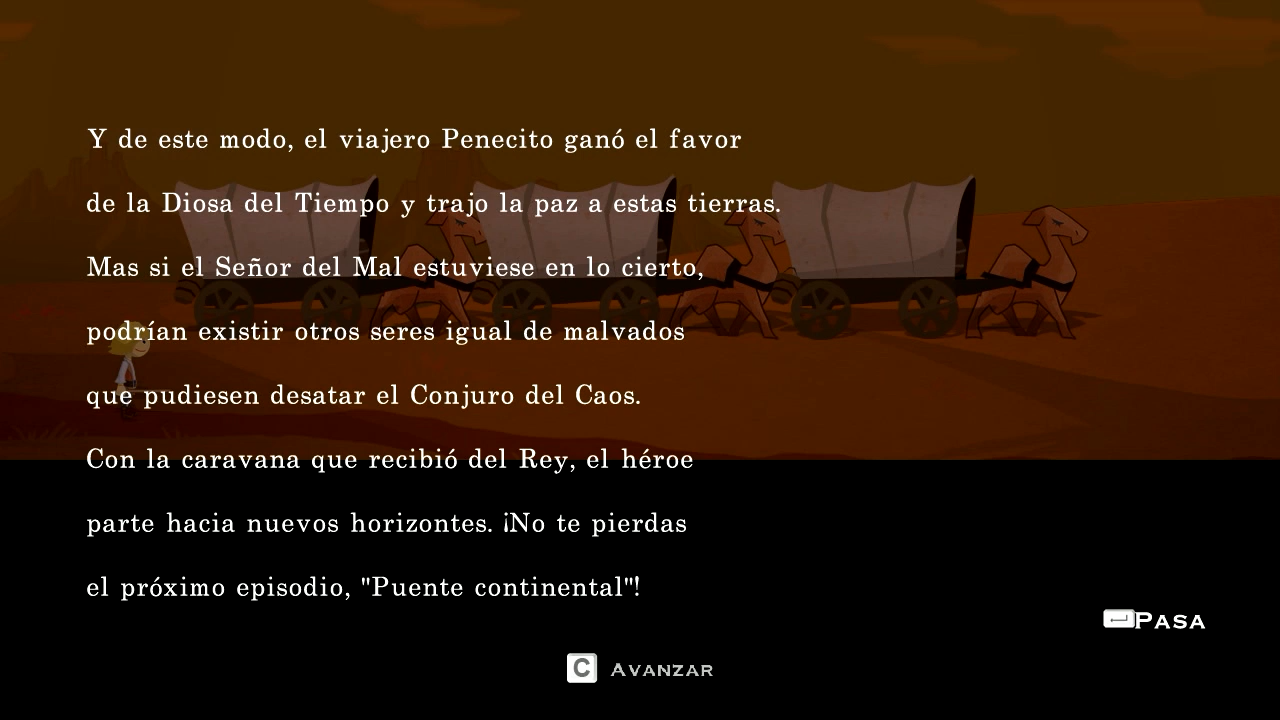 Y de este modo, el viajero Penecito ganó el favor
de la Diosa del Tiempo y trajo la paz a estas tierras.
Mas si el Señor del Mal estuviese en lo cierto,
podrían existir otros seres igual de malvados
que pudiesen desatar el Conjuro del Caos.
Con la caravana que recibió del Rey, el héroe
parte hacia nuevos horizontes. ¡No te pierdas
el próximo episodio, "Puente continental"!
Pasa
C Avanzar